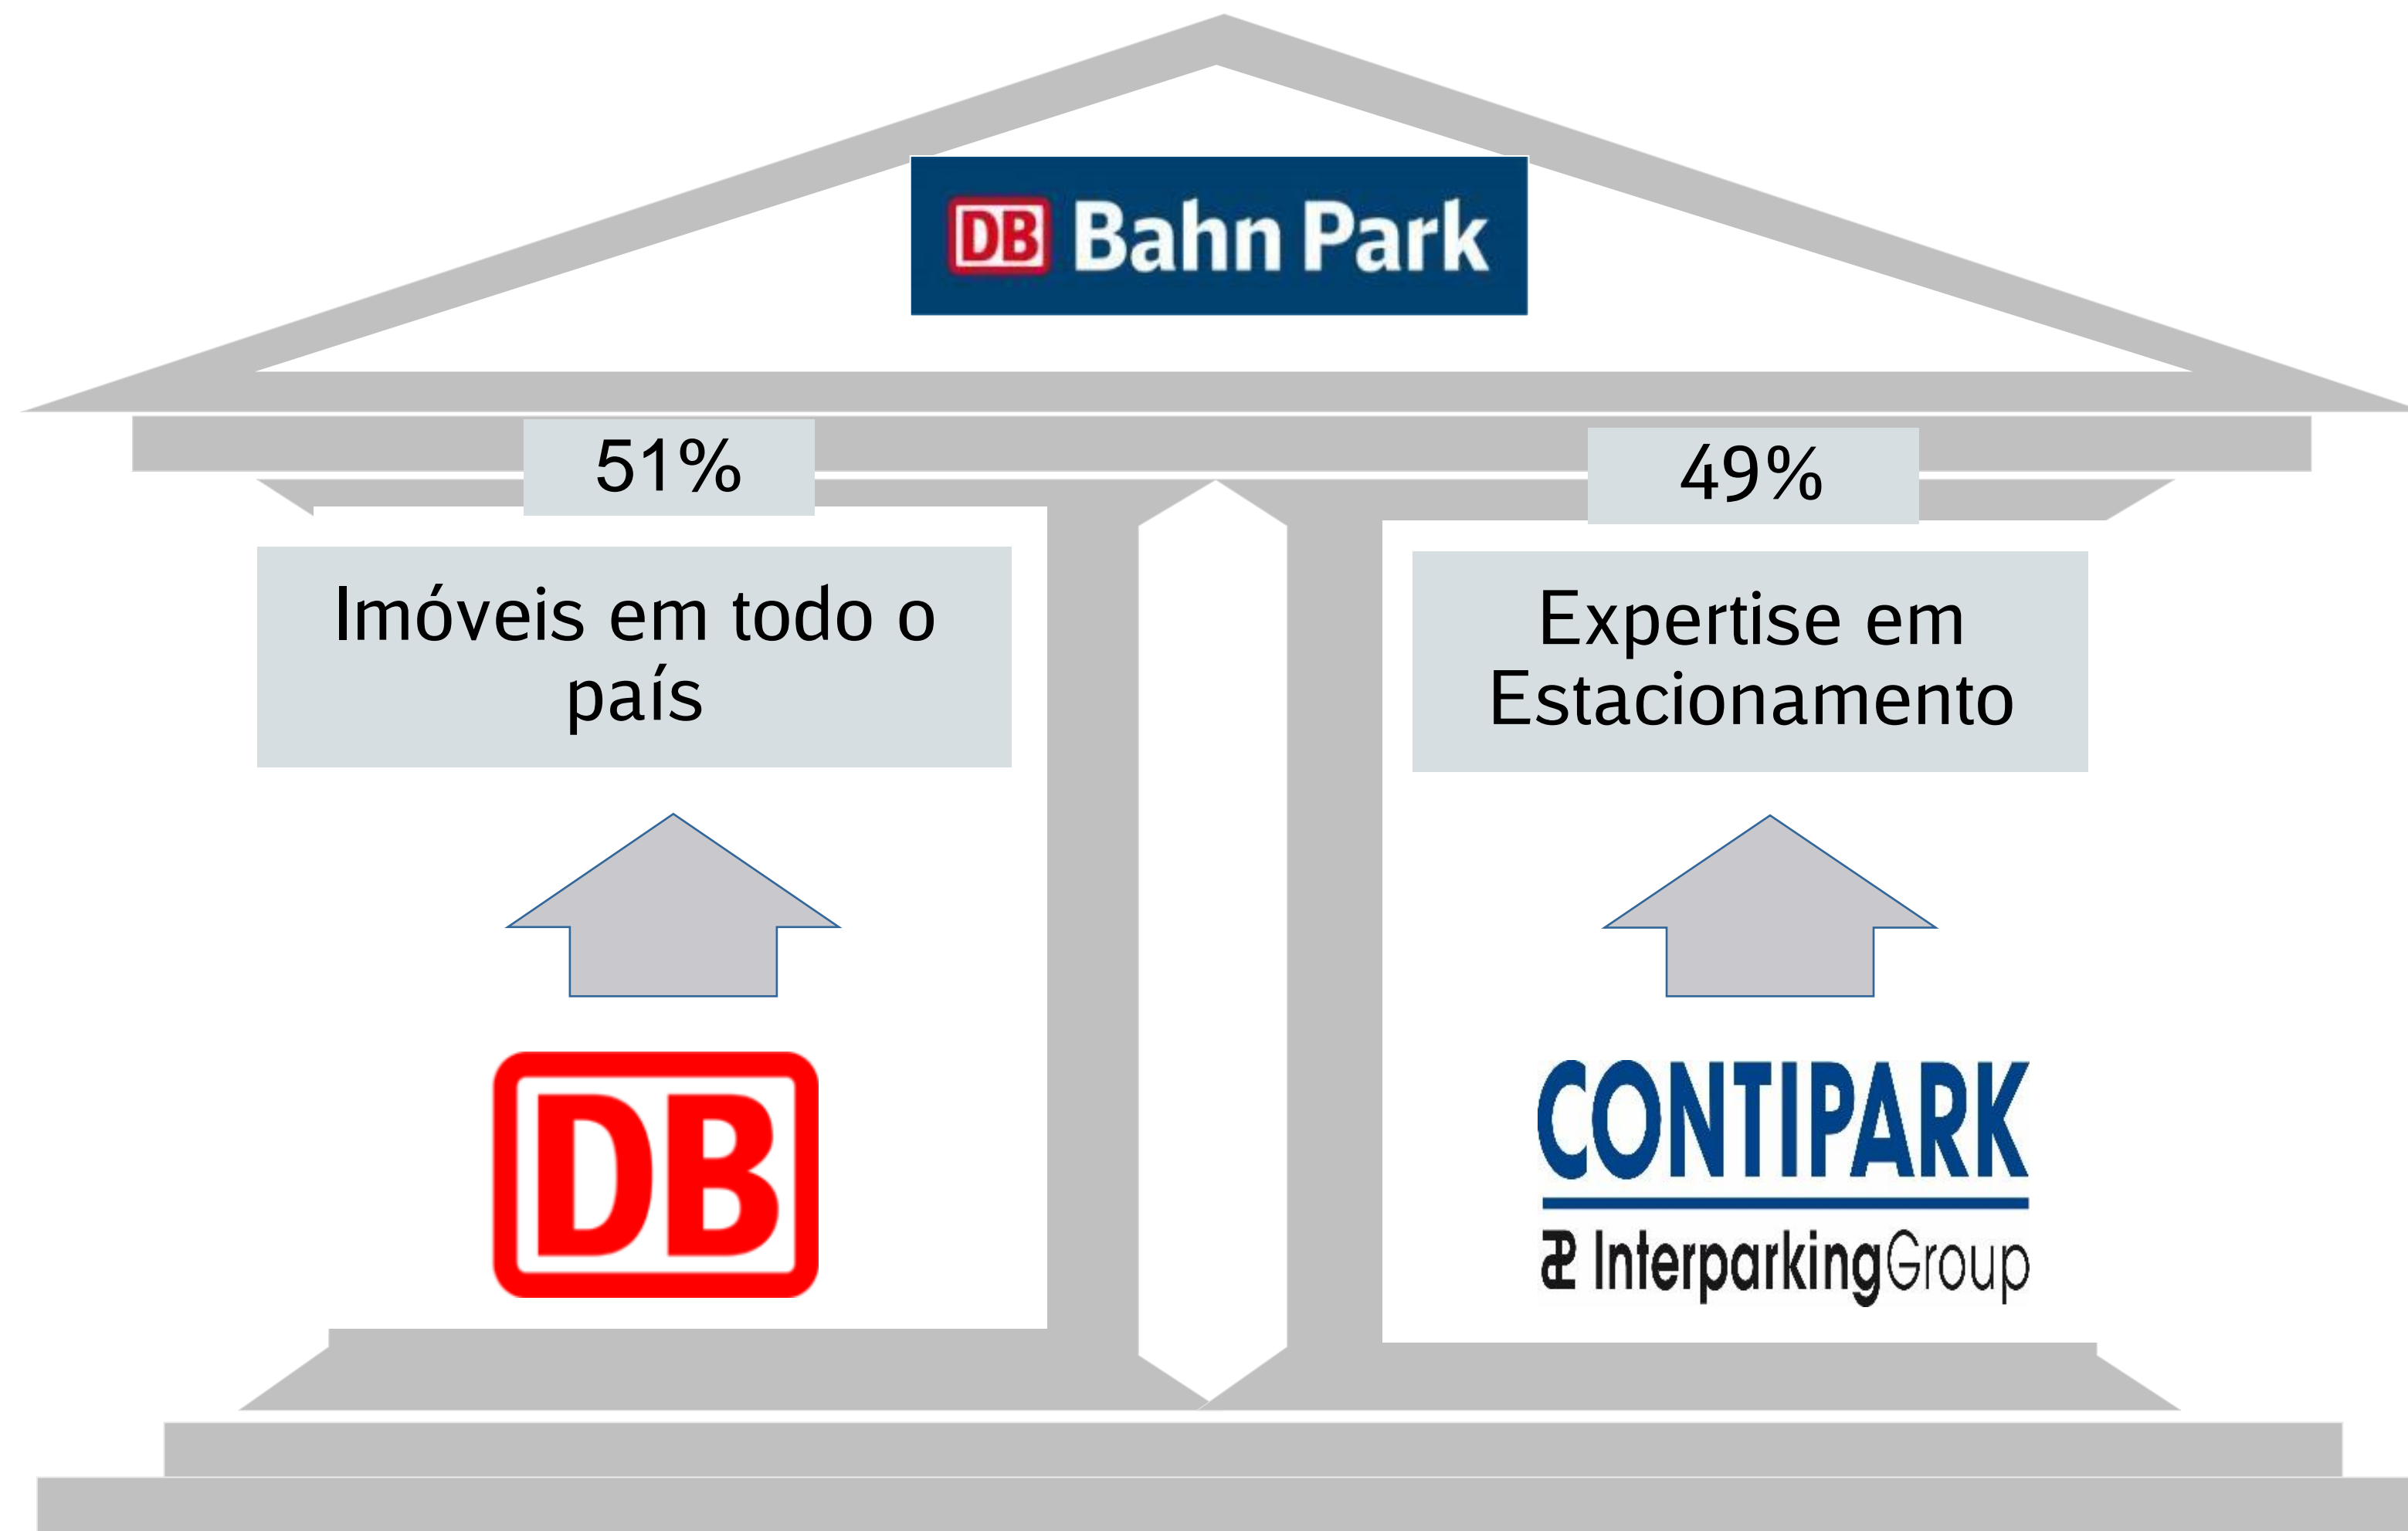 DB Bahn Park
51%
49%
Imóveis em todo o
país
Expertise em
Estacionamento
DB
CONTIPARK
InterparkingGroup